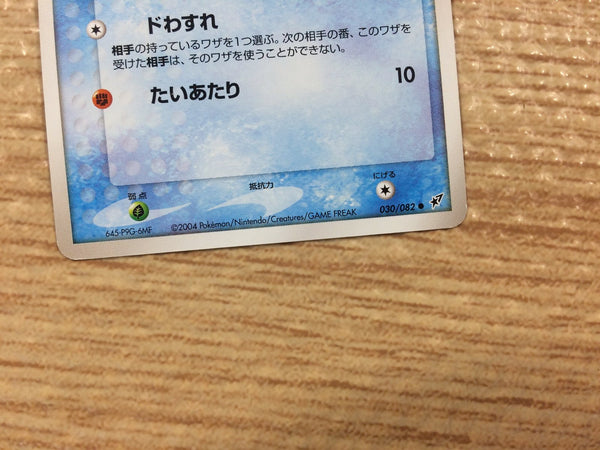 ドわすれ
相手の持っているワザを1つ選ぶ。次の相手の番、このワザを
受けた相手は、そのワザを使うことができない。
たいあたり 10
弱点 抵抗力 にげる
645-P9G-6MF ©2004 Pokémon/Nintendo/Creatures/GAME FREAK 030/082 ●